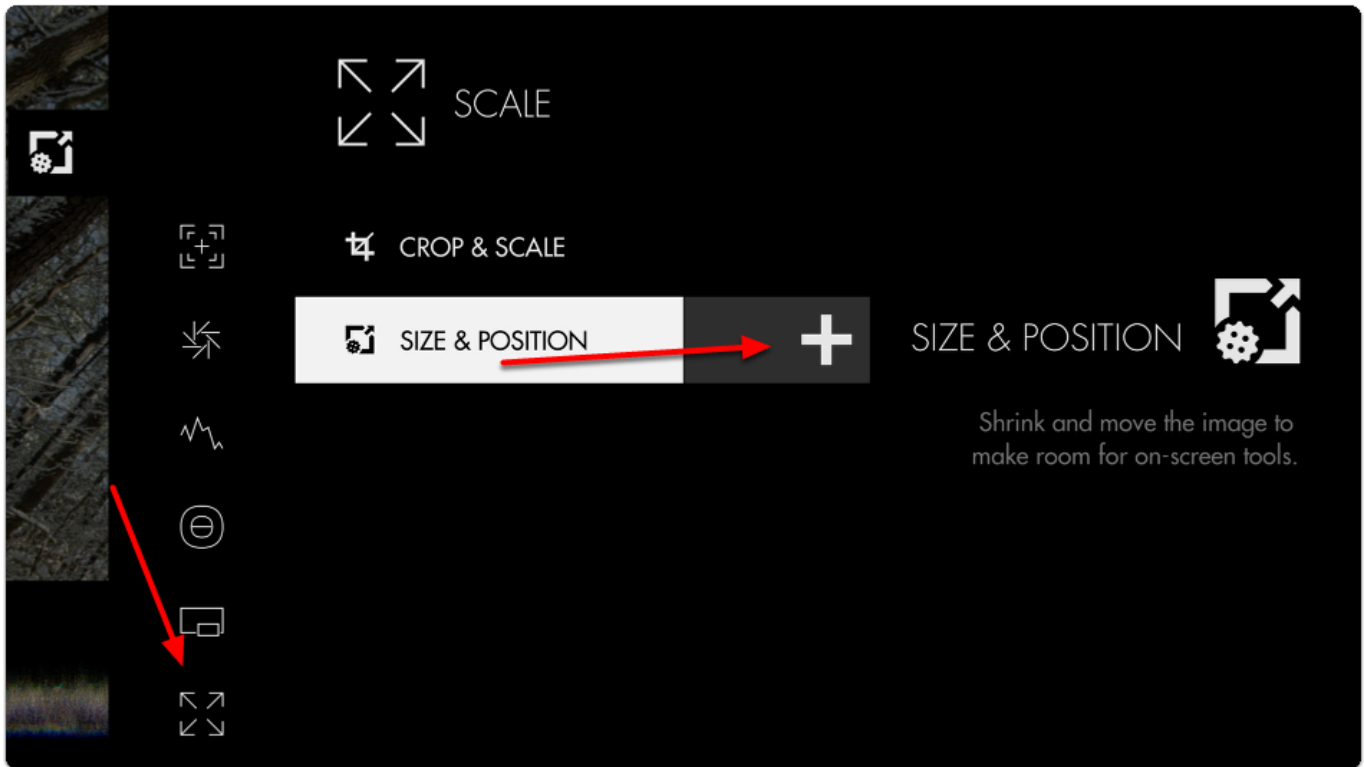 SCALE
CROP & SCALE
SIZE & POSITION
SIZE & POSITION
Shrink and move the image to
make room for on-screen tools.